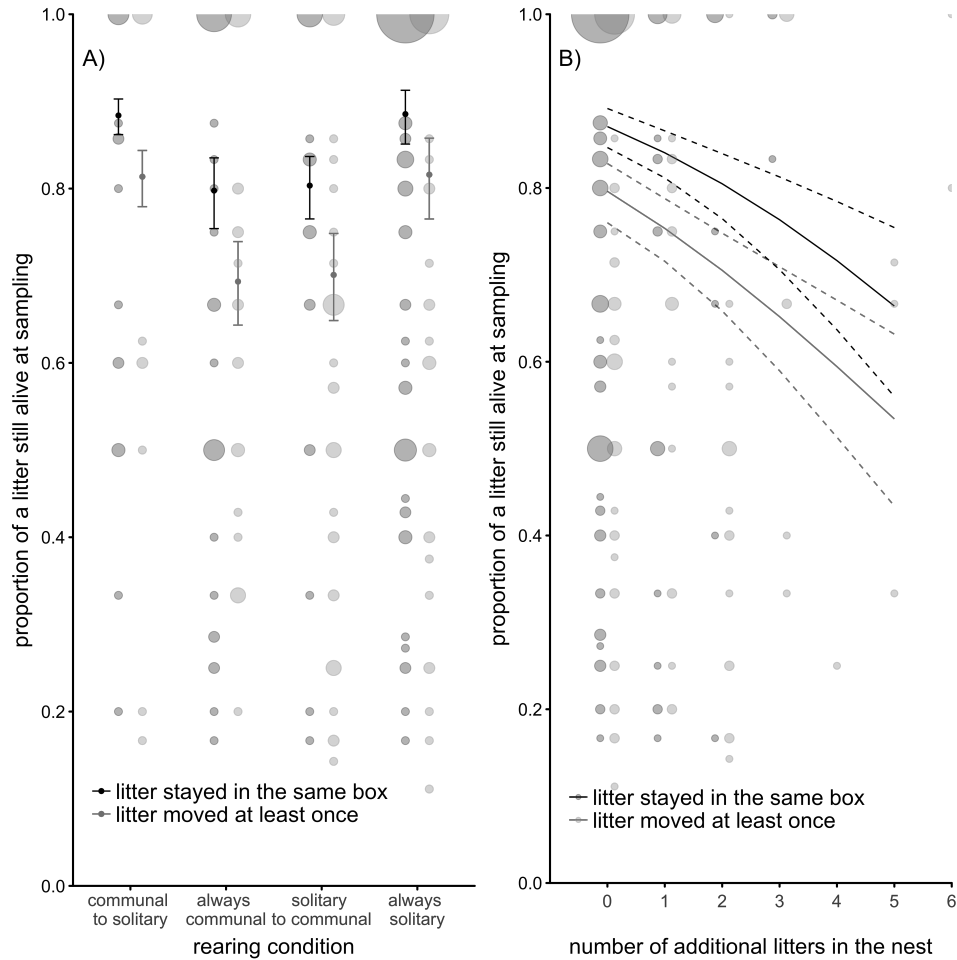 A)
proportion of a litter still alive at sampling
1.0
0.8
0.6
0.4
0.2
0.0
litter stayed in the same box
litter moved at least once
communal
to solitary
always
communal
solitary
to communal
always
solitary
rearing condition
B)
proportion of a litter still alive at sampling
1.0
0.8
0.6
0.4
0.2
0.0
litter stayed in the same box
litter moved at least once
0 1 2 3 4 5 6
number of additional litters in the nest